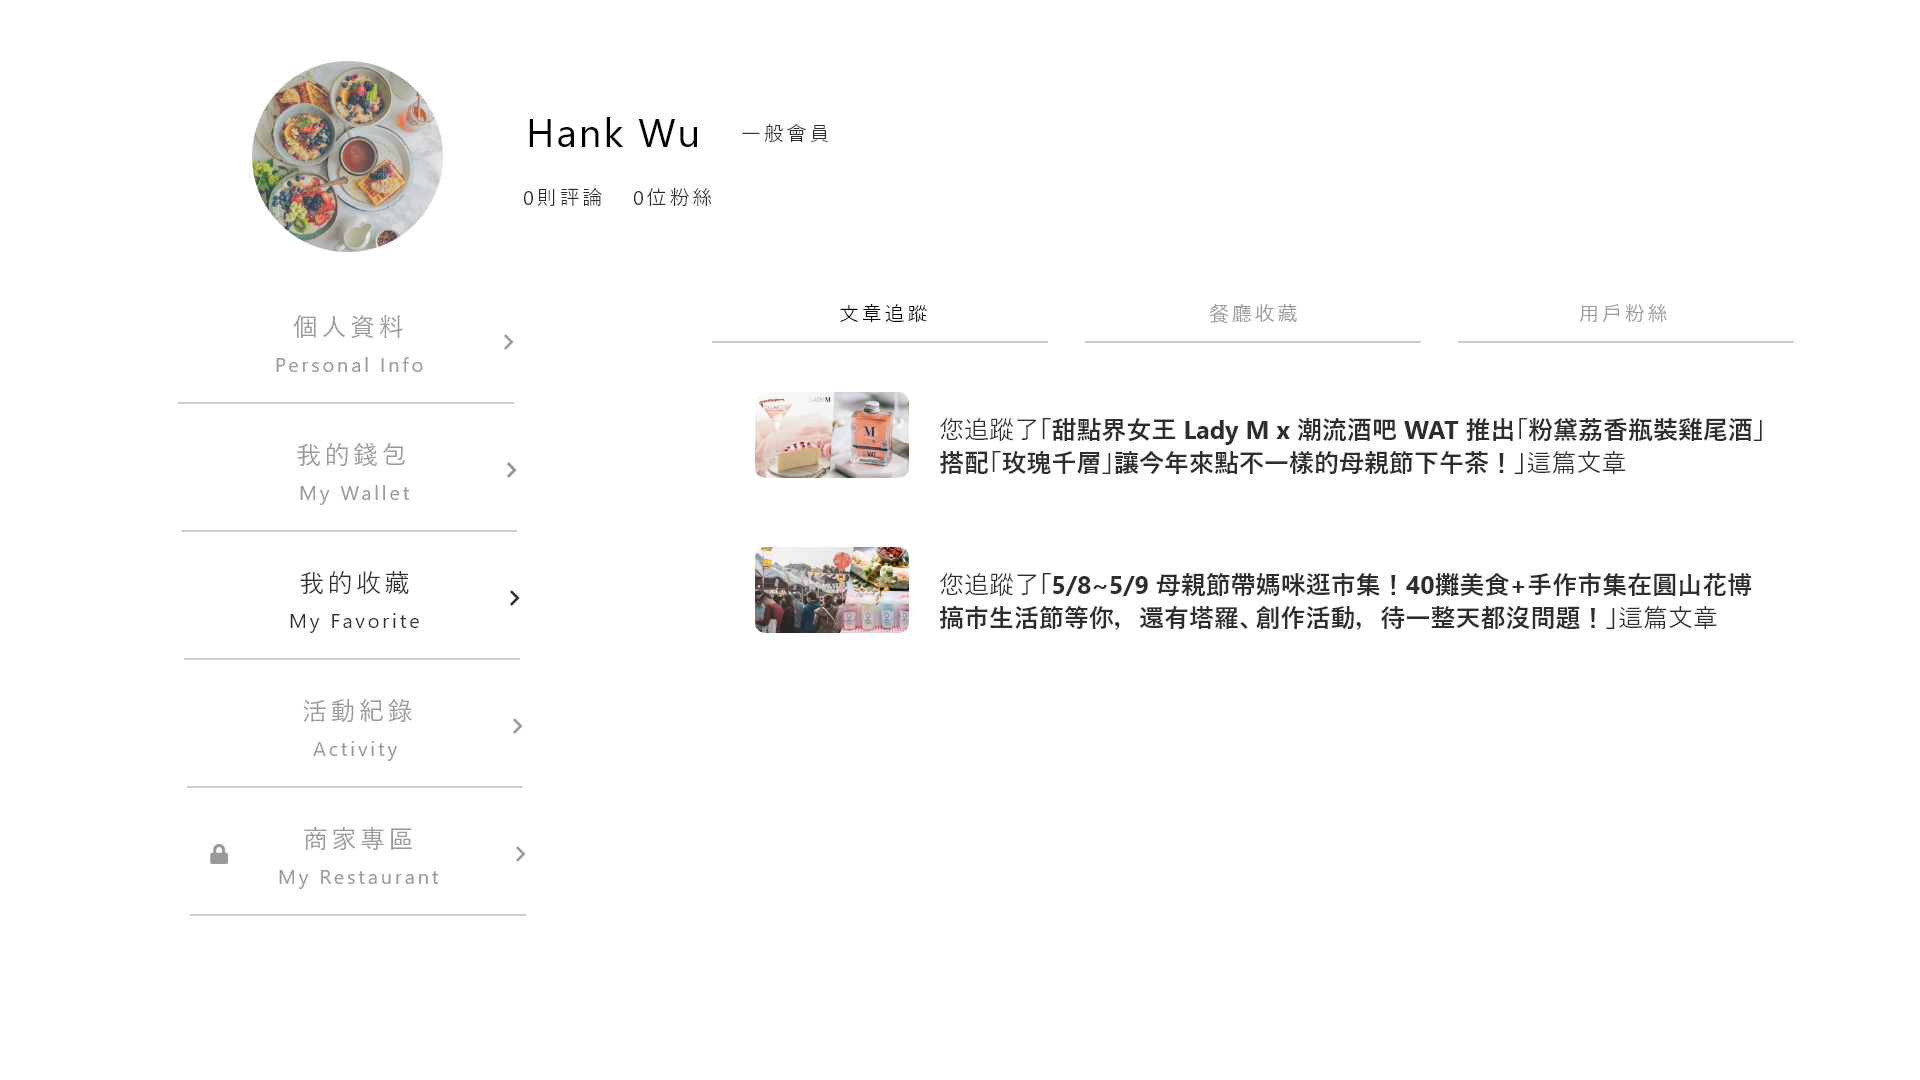 Hank Wu
一般會員
0則評論
0位粉絲
個人資料
Personal Info
我的錢包
My Wallet
我的收藏
My Favorite
活動紀錄
Activity
商家專區
My Restaurant
文章追蹤
餐廳收藏
用戶粉絲
LADY M
M
WAT
您追蹤了「甜點界女王 Lady M x 潮流酒吧 WAT 推出「粉黛荔香瓶裝雞尾酒」
搭配「玫瑰千層」讓今年來點不一樣的母親節下午茶！」這篇文章
您追蹤了「5/8~5/9 母親節帶媽咪逛市集！40攤美食+手作市集在圓山花博
搞市生活節等你，還有塔羅、創作活動，待一整天都沒問題！」這篇文章